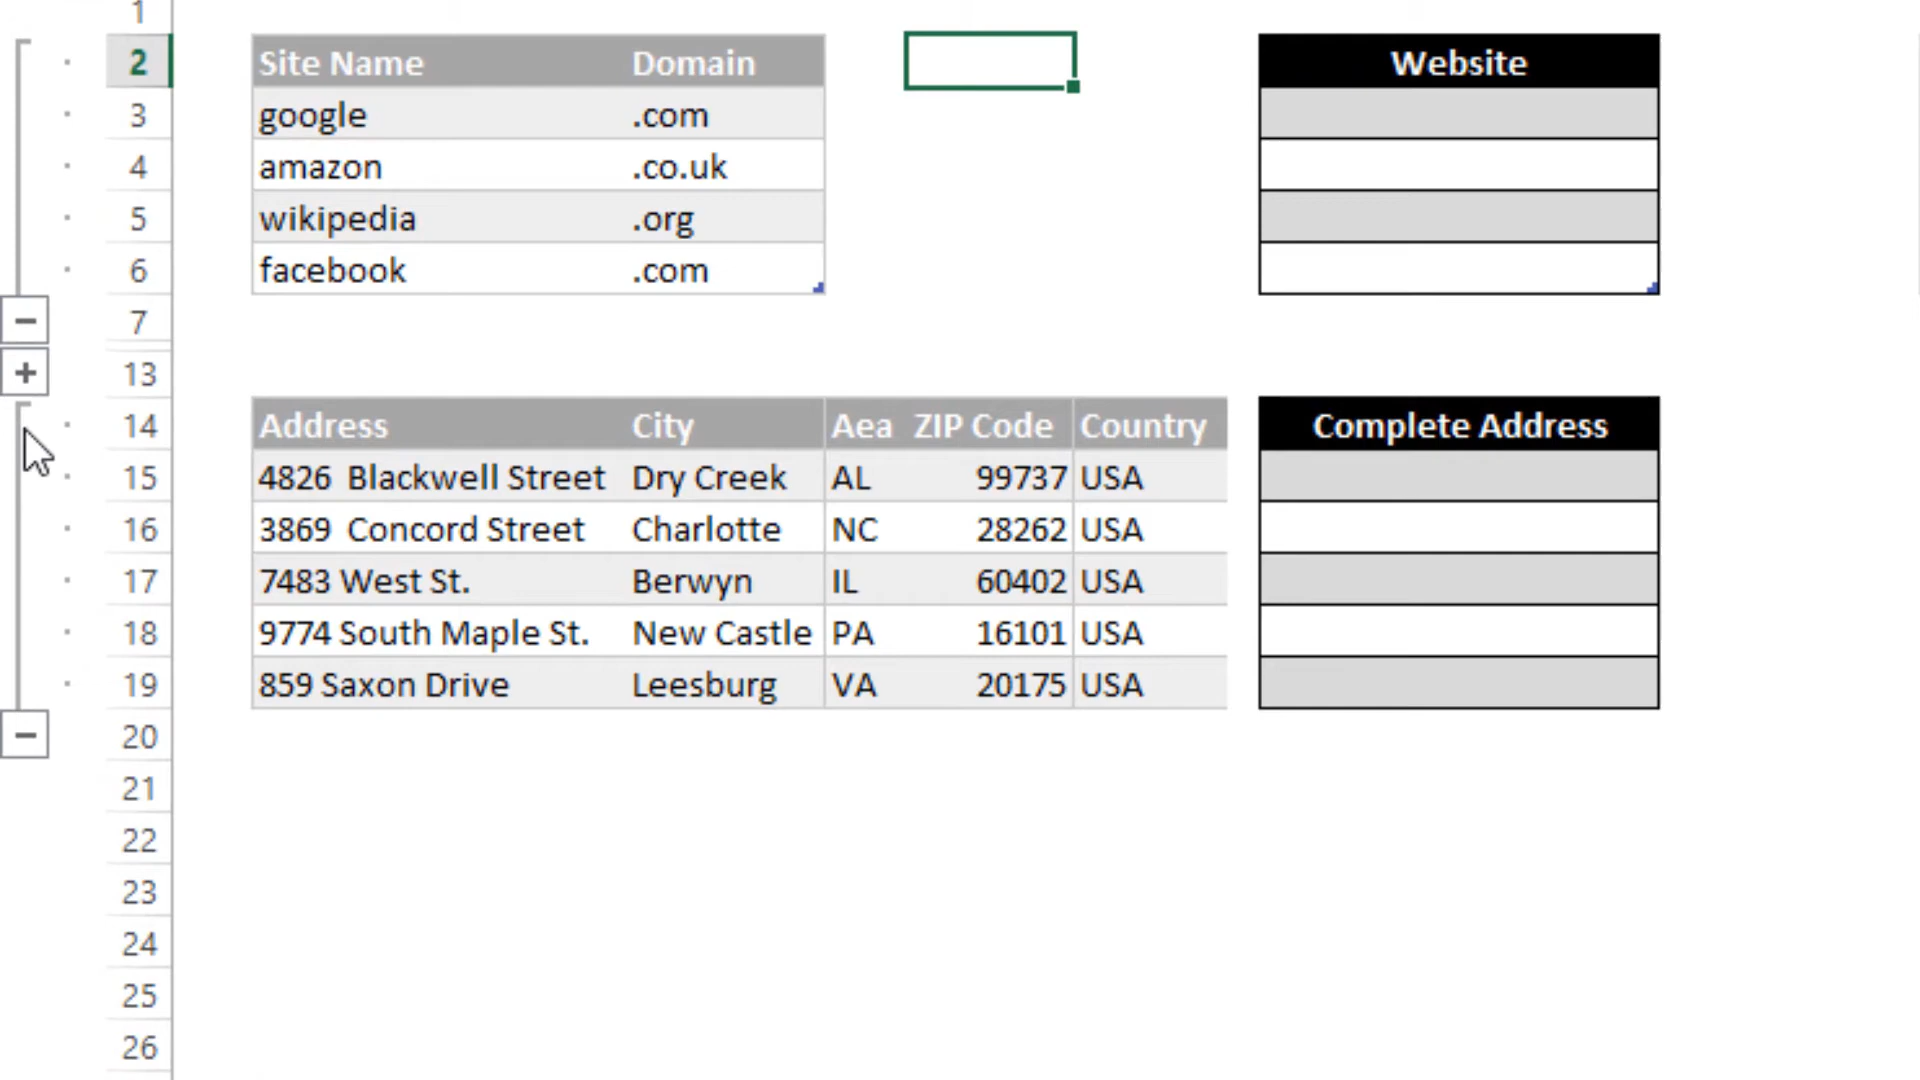 1
2 Site Name Domain Website
3 google .com
4 amazon .co.uk
5 wikipedia .org
6 facebook .com
7
13
14 Address City Aea ZIP Code Country Complete Address
15 4826  Blackwell Street Dry Creek AL 99737 USA
16 3869  Concord Street Charlotte NC 28262 USA
17 7483 West St. Berwyn IL 60402 USA
18 9774 South Maple St. New Castle PA 16101 USA
19 859 Saxon Drive Leesburg VA 20175 USA
20
21
22
23
24
25
26